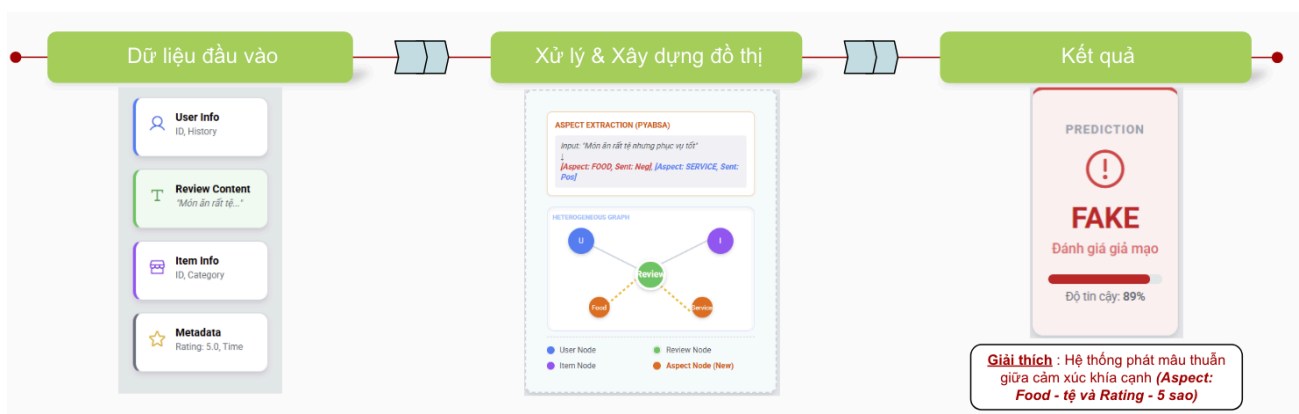 Dữ liệu đầu vào
Xử lý & Xây dựng đồ thị
Kết quả
User Info
ID, History
Review Content
"Món ăn rất tệ..."
Item Info
ID, Category
Metadata
Rating: 5.0, Time
ASPECT EXTRACTION (PYABSA)
Input: "Món ăn rất tệ nhưng phục vụ tốt"
↓
[Aspect: FOOD, Sent: Neg], [Aspect: SERVICE, Sent:
Pos]
HETEROGENEOUS GRAPH
U
I
Review
Food
Service
User Node
Review Node
Item Node
Aspect Node (New)
PREDICTION
FAKE
Đánh giá giả mạo
Độ tin cậy: 89%
Giải thích : Hệ thống phát mâu thuẫn
giữa cảm xúc khía cạnh (Aspect:
Food - tệ và Rating - 5 sao)